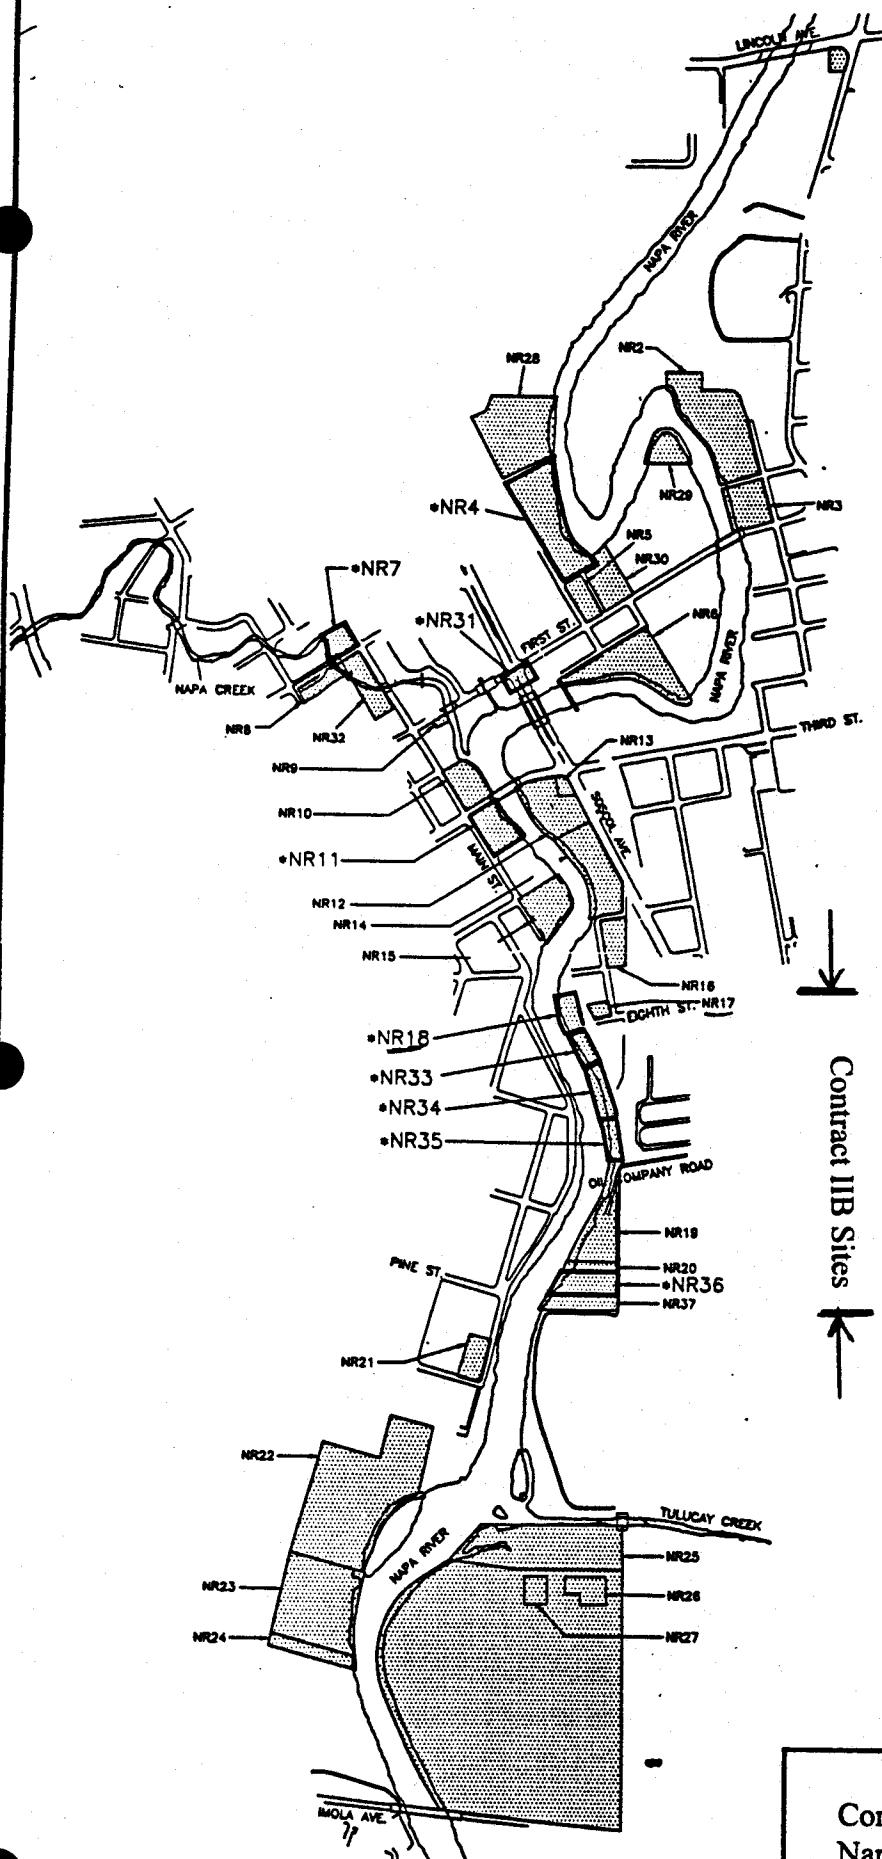 LINCOLN AVE.
NAPA RIVER
NR2
NR28
NR29
NR3
*NR4
NR5
NR30
*NR7
*NR31
FIRST ST.
NR6
NAPA RIVER
NAPA CREEK
NR8
NR32
THIRD ST.
NR13
NR9
SOSCOL AVE.
NR10
*NR11
MAIN ST.
NR12
NR14
NR15
NR16
NR17
EIGHTH ST.
*NR18
*NR33
*NR34
*NR35
Contract IIB Sites
OIL COMPANY ROAD
NR19
PINE ST.
NR20
*NR36
NR37
NR21
NR22
TULUCAY CREEK
NAPA RIVER
NR25
NR23
NR26
NR24
NR27
IMOLA AVE.
Con